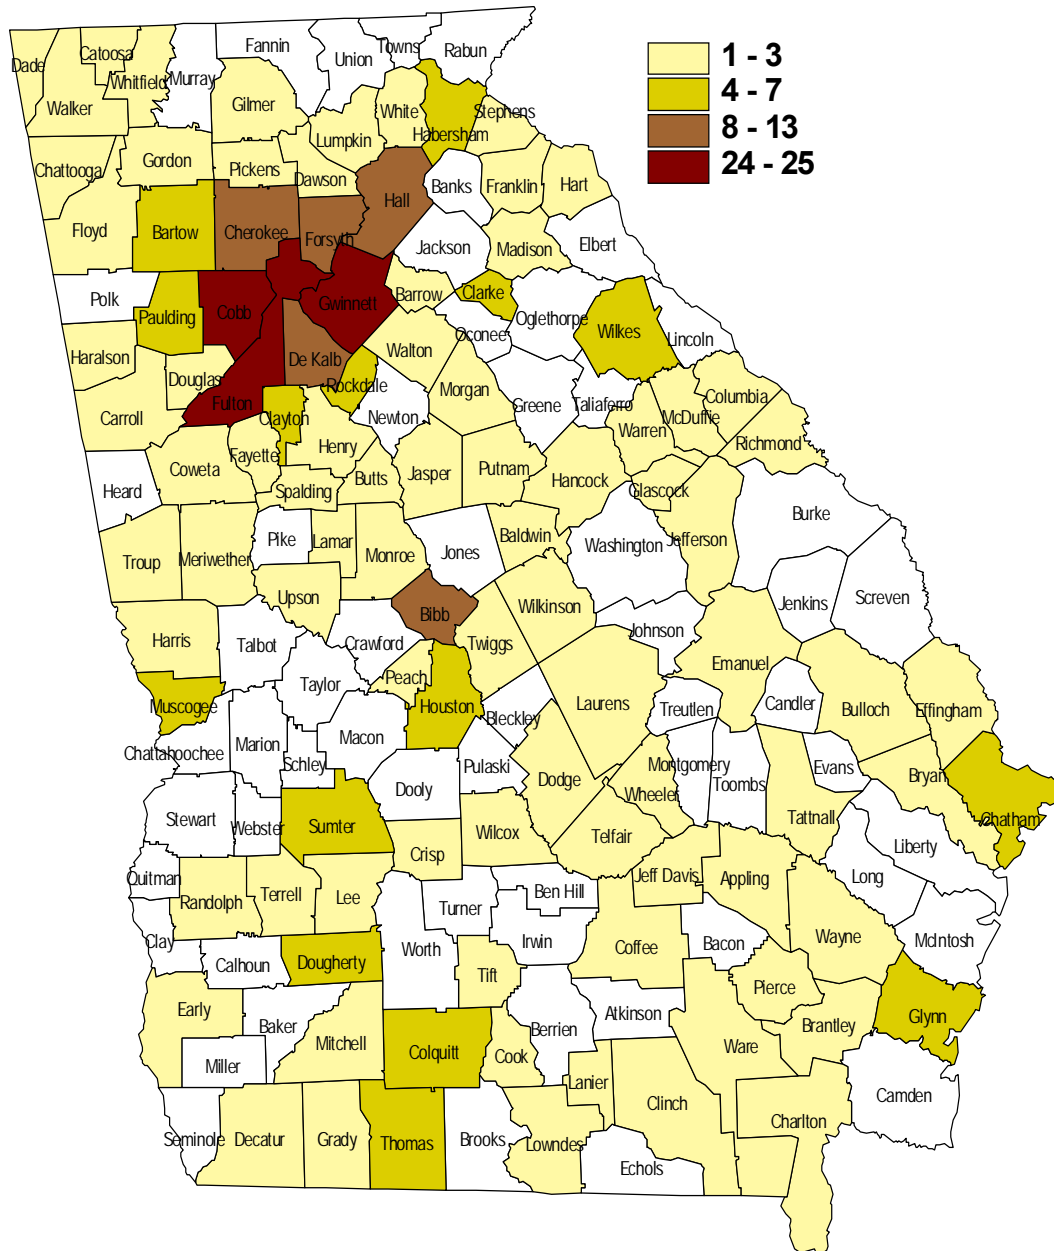 Fannin
Union
Towns
Rabun
1 - 3
Dade
Catoosa
Whitfield
Murray
Walker
Gilmer
White
Stephens
4 - 7
Habersham
Lumpkin
8 - 13
Chattooga
Gordon
Pickens
Dawson
24 - 25
Hall
Banks
Franklin
Hart
Floyd
Bartow
Cherokee
Forsyth
Jackson
Madison
Elbert
Polk
Paulding
Cobb
Gwinnett
Barrow
Clarke
Oconee
Oglethorpe
Wilkes
Lincoln
Haralson
Douglas
De Kalb
Rockdale
Walton
Morgan
Greene
Taliaferro
Columbia
McDuffie
Carroll
Fulton
Clayton
Newton
Warren
Richmond
Coweta
Fayette
Henry
Heard
Spalding
Butts
Jasper
Putnam
Hancock
Glascock
Burke
Troup
Meriwether
Pike
Lamar
Monroe
Jones
Baldwin
Washington
Jefferson
Upson
Bibb
Wilkinson
Jenkins
Screven
Harris
Talbot
Crawford
Twiggs
Johnson
Emanuel
Muscogee
Taylor
Peach
Houston
Bleckley
Laurens
Treutlen
Candler
Bulloch
Effingham
Chattahoochee
Marion
Schley
Macon
Pulaski
Dodge
Montgomery
Wheeler
Toombs
Evans
Bryan
Chatham
Stewart
Webster
Sumter
Dooly
Wilcox
Telfair
Tattnall
Liberty
Quitman
Randolph
Terrell
Lee
Crisp
Turner
Ben Hill
Jeff Davis
Appling
Long
Clay
Calhoun
Dougherty
Worth
Irwin
Coffee
Bacon
Wayne
McIntosh
Early
Baker
Tift
Pierce
Miller
Mitchell
Colquitt
Cook
Berrien
Atkinson
Ware
Brantley
Glynn
Lanier
Clinch
Charlton
Camden
Seminole
Decatur
Grady
Thomas
Brooks
Lowndes
Echols